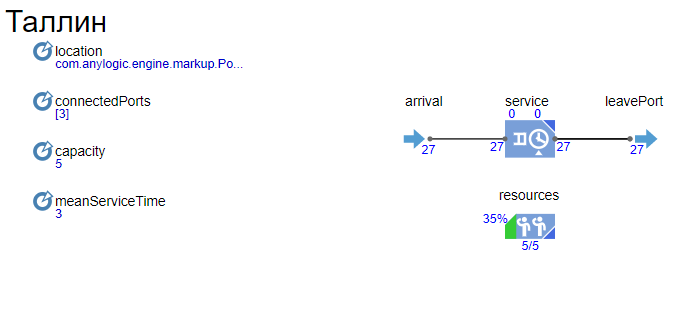 Таллин
location
com.anylogic.engine.markup.Po...
connectedPorts
[3]
capacity
5
meanServiceTime
3
arrival service leavePort
0 0
27 27 27 27
resources
35%
5/5